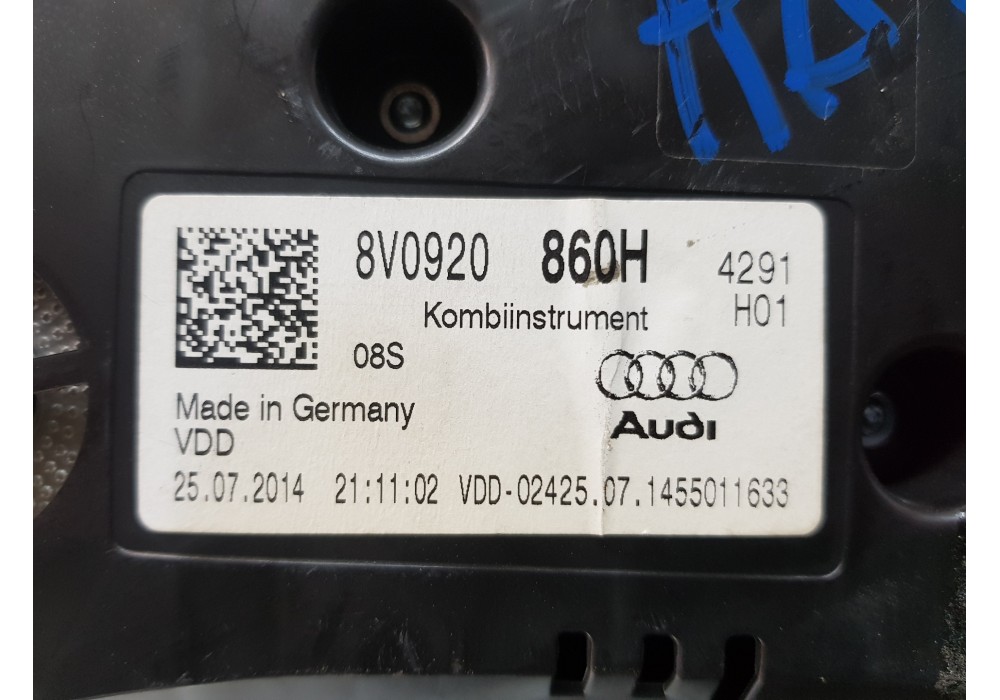 8V0920 860H 4291
Kombiinstrument H01
08S
Audi
Made in Germany
VDD
25.07.2014 21:11:02 VDD-02425.07.1455011633